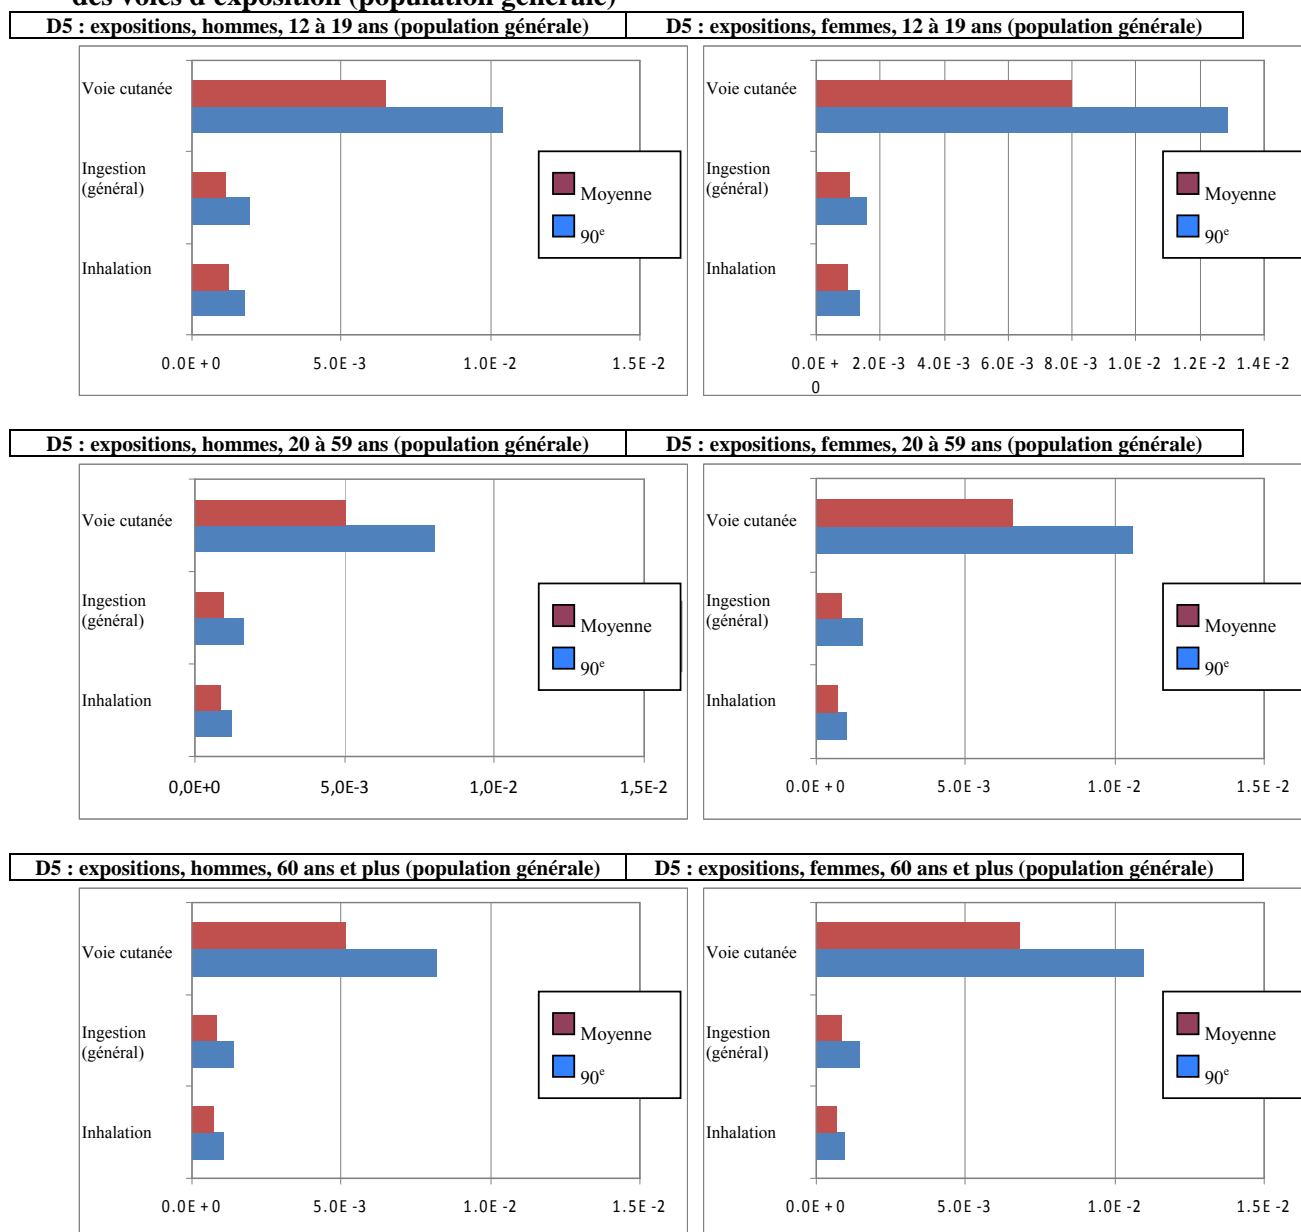 des voies d'exposition (population générale)
D5 : expositions, hommes, 12 à 19 ans (population générale)
D5 : expositions, femmes, 12 à 19 ans (population générale)
Voie cutanée
Ingestion
(général)
Inhalation
Moyenne
90e
0.0E + 0 5.0E -3 1.0E -2 1.5E -2
Voie cutanée
Ingestion
(général)
Inhalation
Moyenne
90e
0.0E + 2.0E -3 4.0E -3 6.0E -3 8.0E -3 1.0E -2 1.2E -2 1.4E -2
0
D5 : expositions, hommes, 20 à 59 ans (population générale)
D5 : expositions, femmes, 20 à 59 ans (population générale)
Voie cutanée
Ingestion
(général)
Inhalation
Moyenne
90e
0,0E+0 5,0E-3 1,0E-2 1,5E-2
Voie cutanée
Ingestion
(général)
Inhalation
Moyenne
90e
0.0E + 0 5.0E -3 1.0E -2 1.5E -2
D5 : expositions, hommes, 60 ans et plus (population générale)
D5 : expositions, femmes, 60 ans et plus (population générale)
Voie cutanée
Ingestion
(général)
Inhalation
Moyenne
90e
0.0E + 0 5.0E -3 1.0E -2 1.5E -2
Voie cutanée
Ingestion
(général)
Inhalation
Moyenne
90e
0.0E + 0 5.0E -3 1.0E -2 1.5E -2